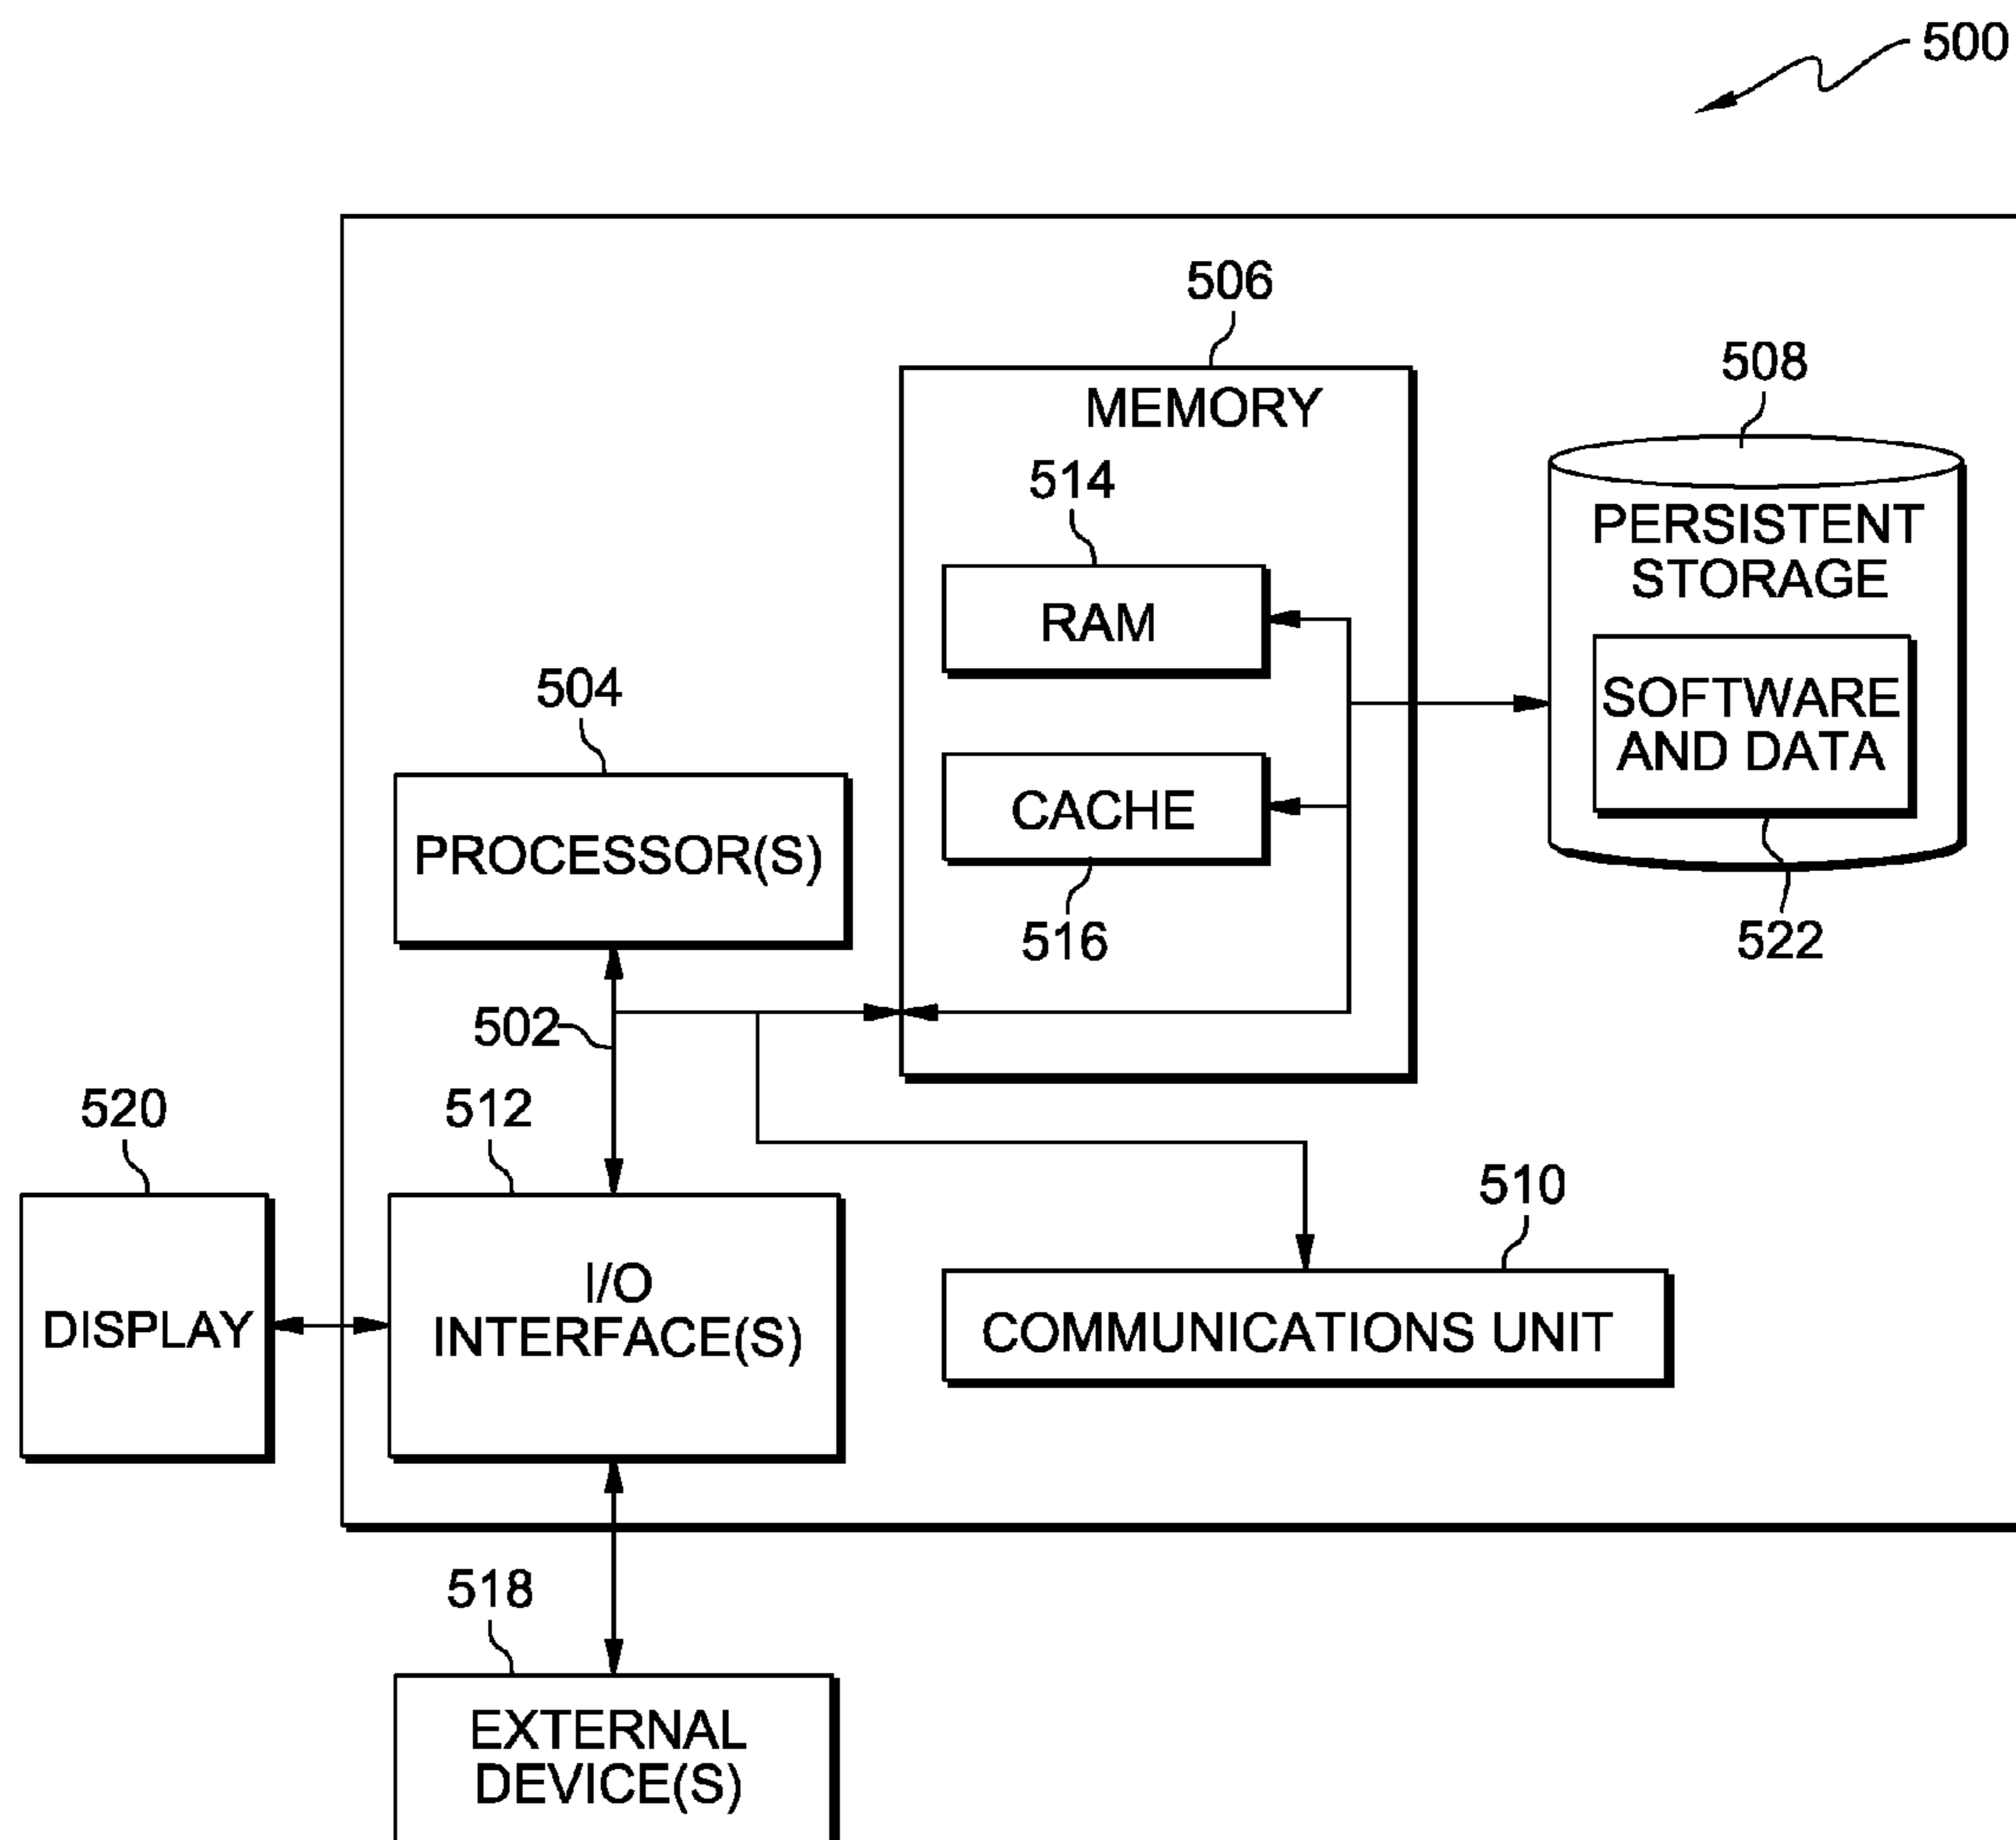 500
506
MEMORY
508
514
PERSISTENT
STORAGE
RAM
504
SOFTWARE
AND DATA
CACHE
PROCESSOR(S)
516
522
502
520
512
510
I/O
INTERFACE(S)
DISPLAY
COMMUNICATIONS UNIT
518
EXTERNAL
DEVICE(S)